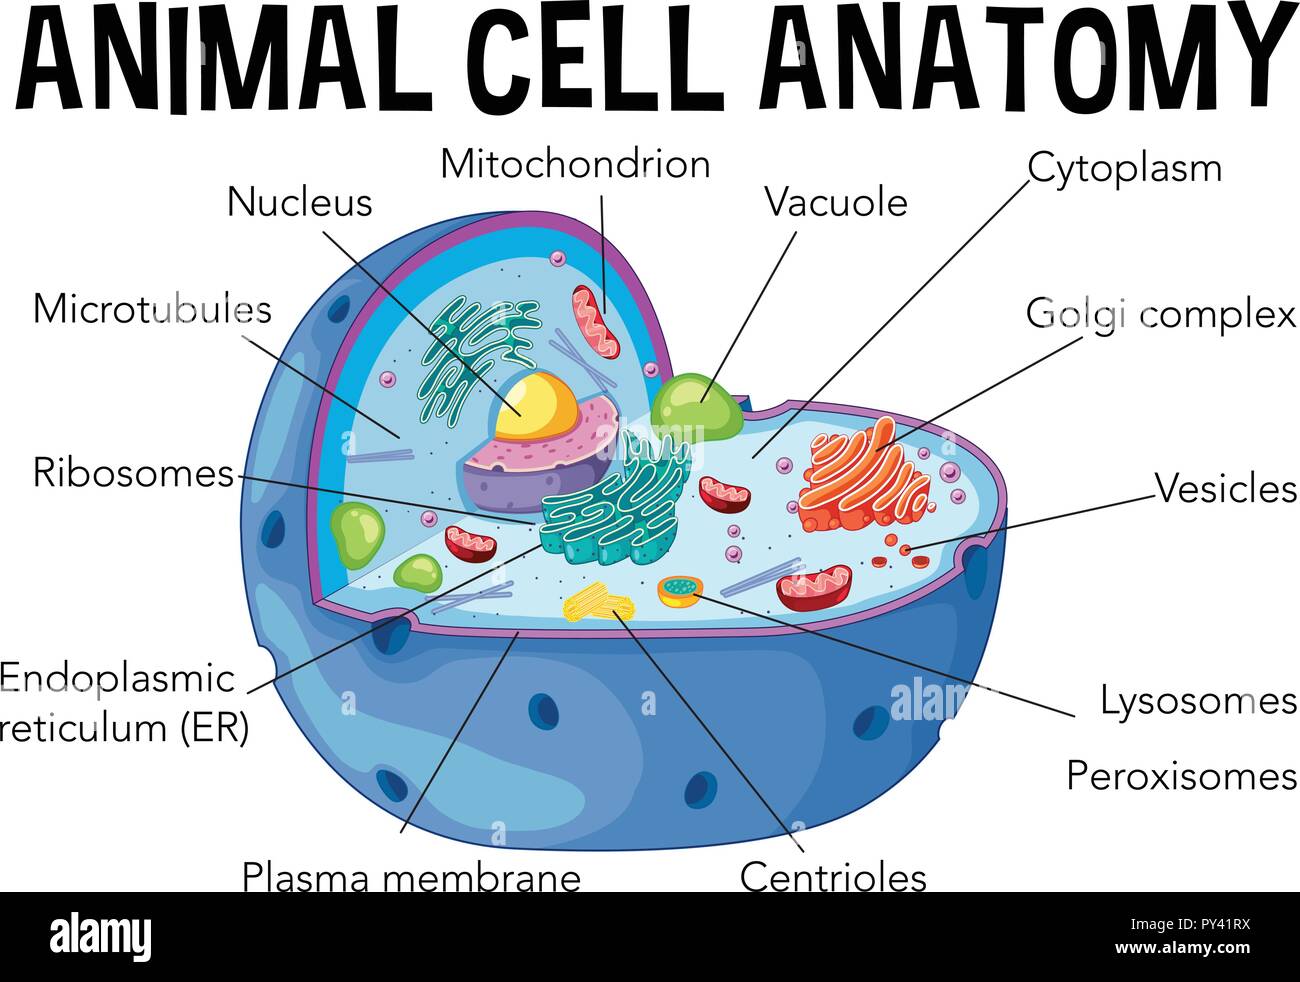 ANIMAL CELL ANATOMY
Mitochondrion
Cytoplasm
Nucleus
Vacuole
Microtubules
Golgi complex
Ribosomes
Vesicles
Endoplasmic
reticulum (ER)
Lysosomes
Peroxisomes
Plasma membrane
Centrioles
alamy
alamy
Image ID: PY41RX
www.alamy.com